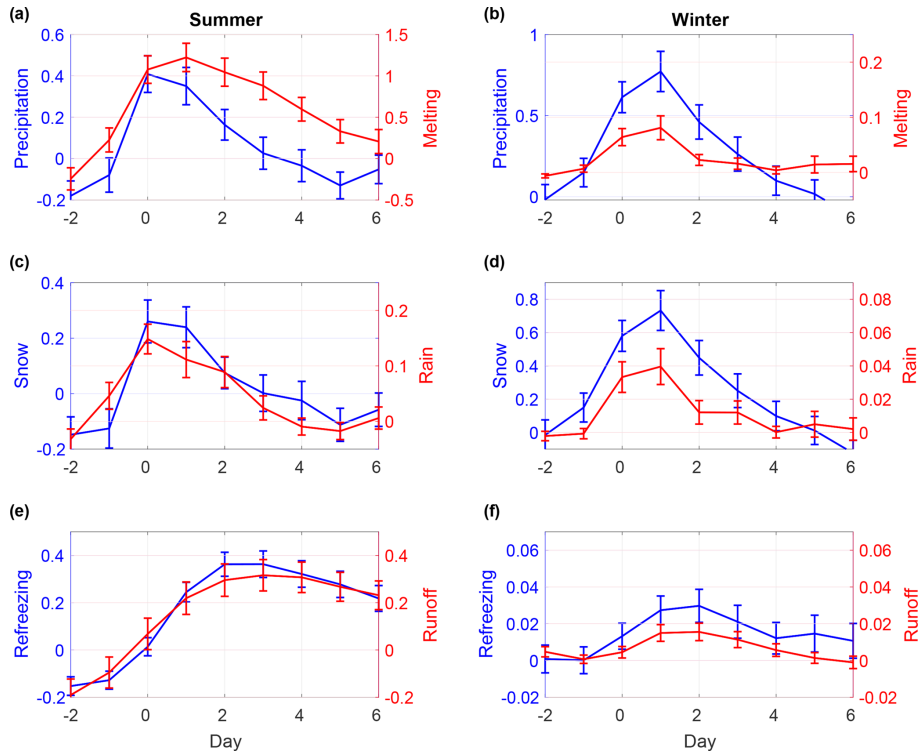 (a) Summer
(b) Winter
Precipitation
0.6
0.4
0.2
0
-0.2
-2 0 2 4 6
1.5
1
0.5
0
-0.5
Melting
Precipitation
1
0.5
0
-2 0 2 4 6
0.2
0.1
0
Melting
(c)
Snow
0.4
0.2
0
-0.2
-2 0 2 4 6
0.2
0.1
0
Rain
(d)
Snow
0.8
0.6
0.4
0.2
0
-2 0 2 4 6
0.08
0.06
0.04
0.02
0
Rain
(e)
Refreezing
0.4
0.2
0
-0.2
-2 0 2 4 6
Day
0.4
0.2
0
-0.2
Runoff
(f)
Refreezing
0.06
0.04
0.02
0
-0.02
-2 0 2 4 6
Day
0.06
0.04
0.02
0
-0.02
Runoff